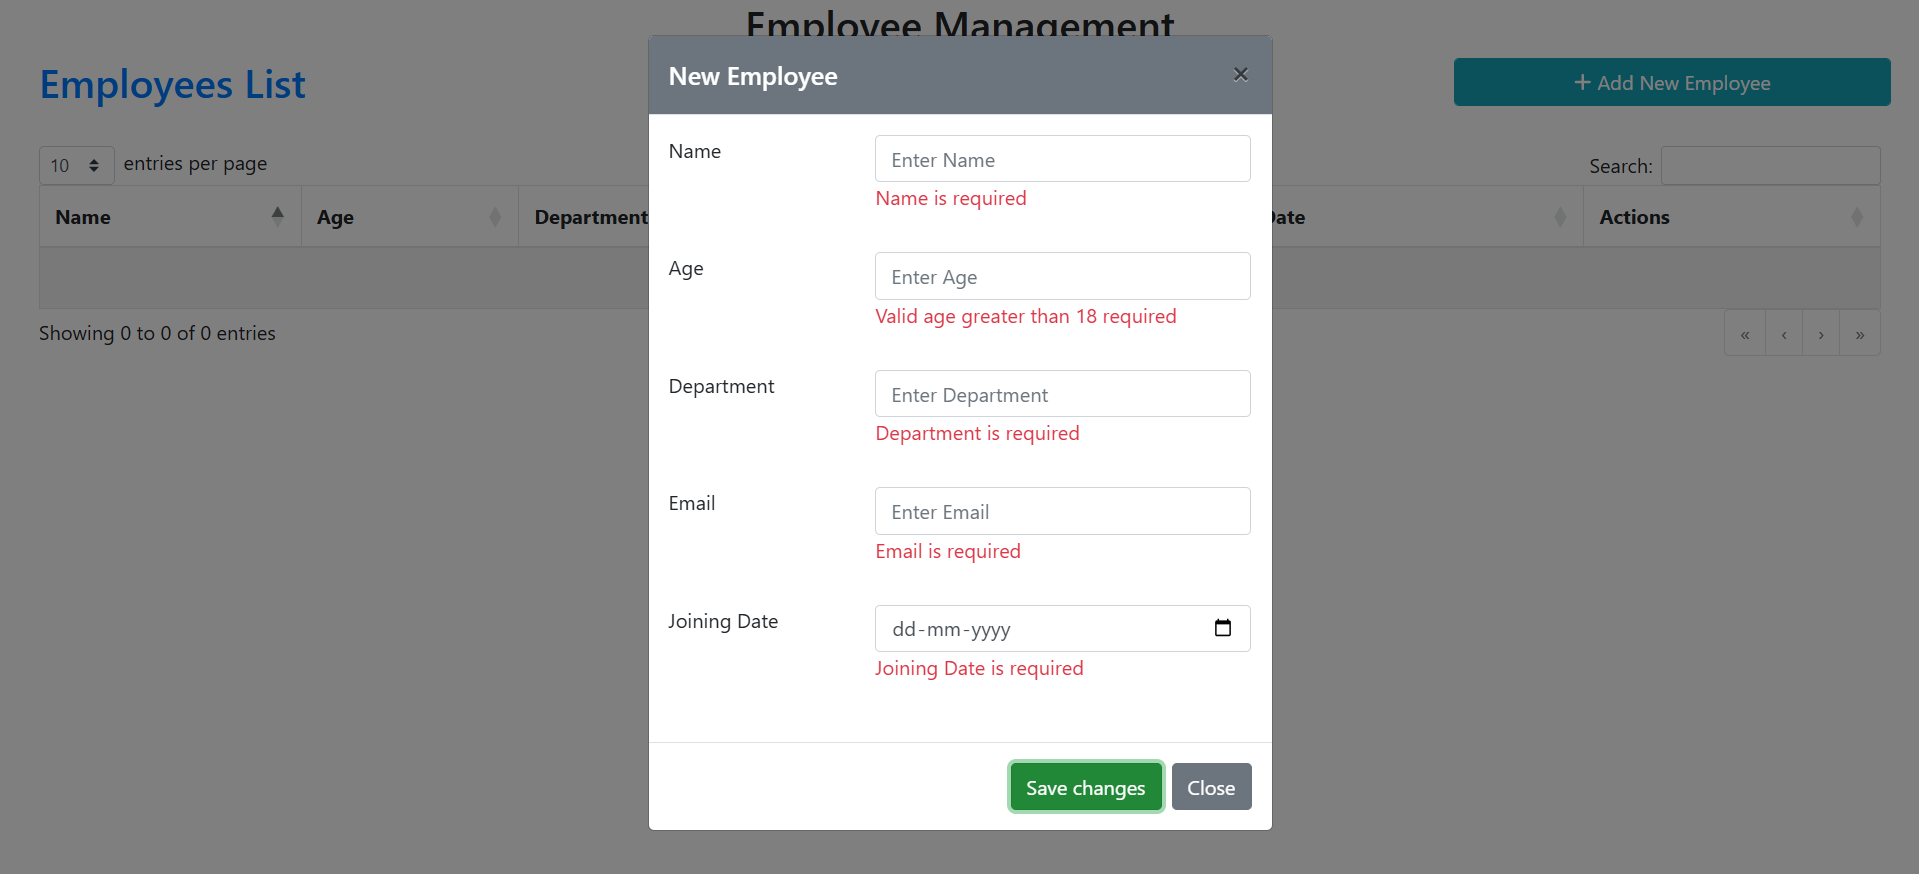 Employee Management
Employees List
+ Add New Employee
10 entries per page
Search:
Name Age Department Date Actions
Showing 0 to 0 of 0 entries
« ‹ › »
New Employee ×
Name
Enter Name
Name is required
Age
Enter Age
Valid age greater than 18 required
Department
Enter Department
Department is required
Email
Enter Email
Email is required
Joining Date
dd-mm-yyyy
Joining Date is required
Save changes Close